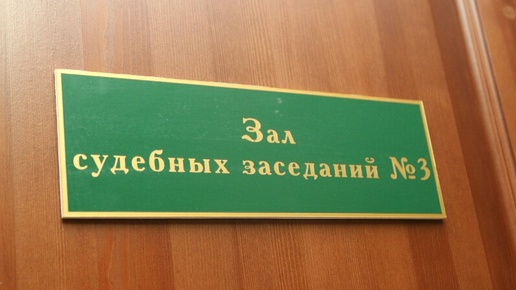 Зал
судебных заседаний №3